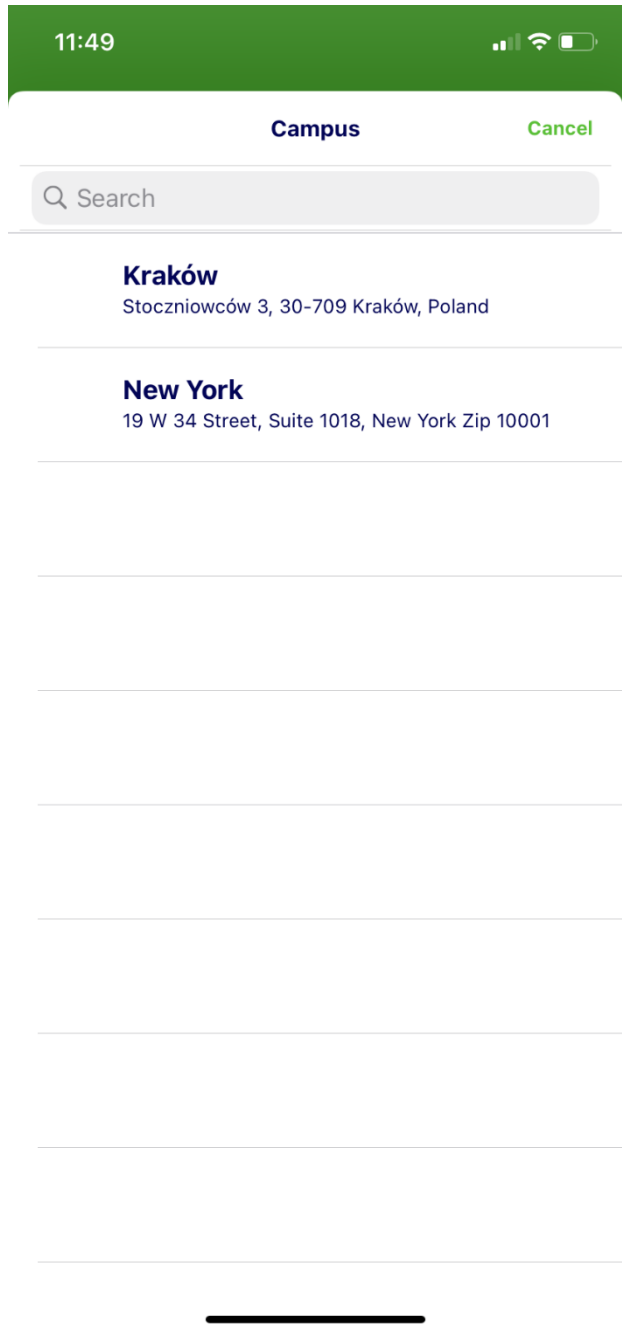 11:49
Campus
Cancel
Search
Kraków
Stoczniowców 3, 30-709 Kraków, Poland
New York
19 W 34 Street, Suite 1018, New York Zip 10001